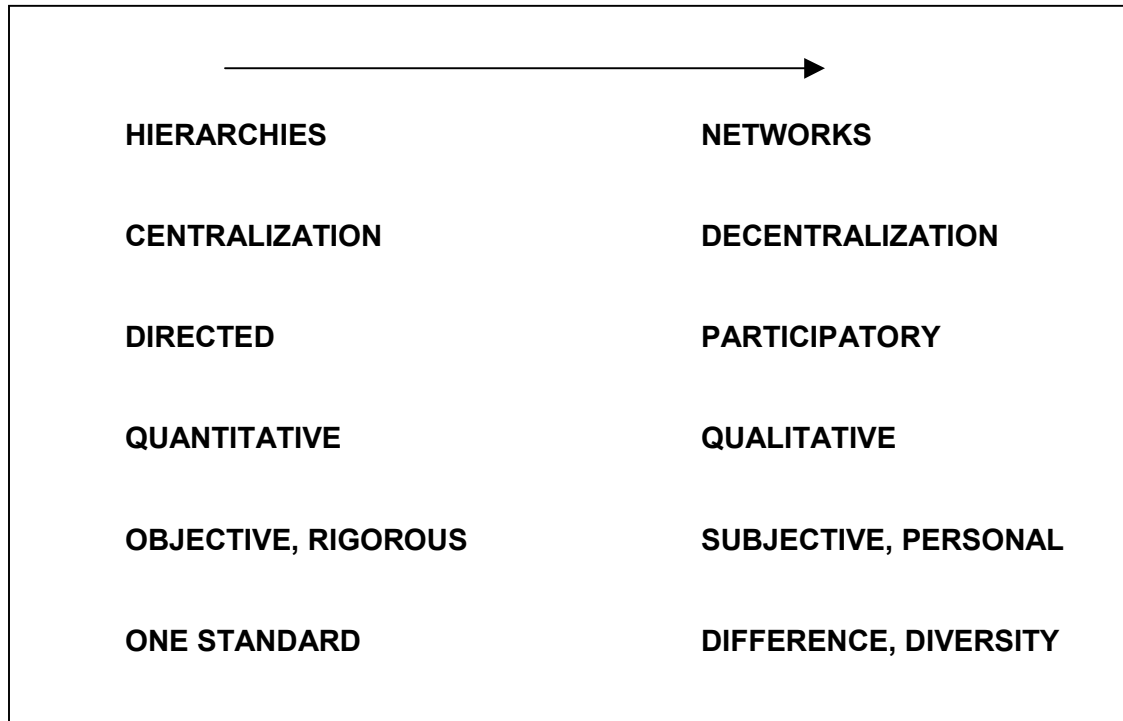 HIERARCHIES NETWORKS
CENTRALIZATION DECENTRALIZATION
DIRECTED PARTICIPATORY
QUANTITATIVE QUALITATIVE
OBJECTIVE, RIGOROUS SUBJECTIVE, PERSONAL
ONE STANDARD DIFFERENCE, DIVERSITY